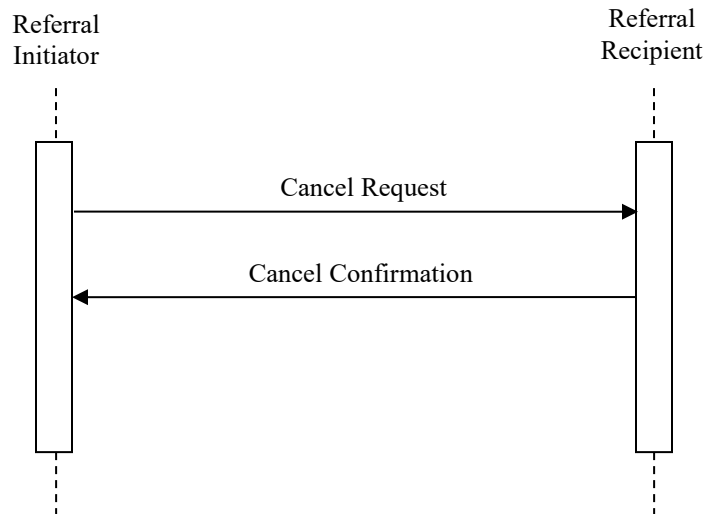 Referral
Initiator
Referral
Recipient
Cancel Request
Cancel Confirmation